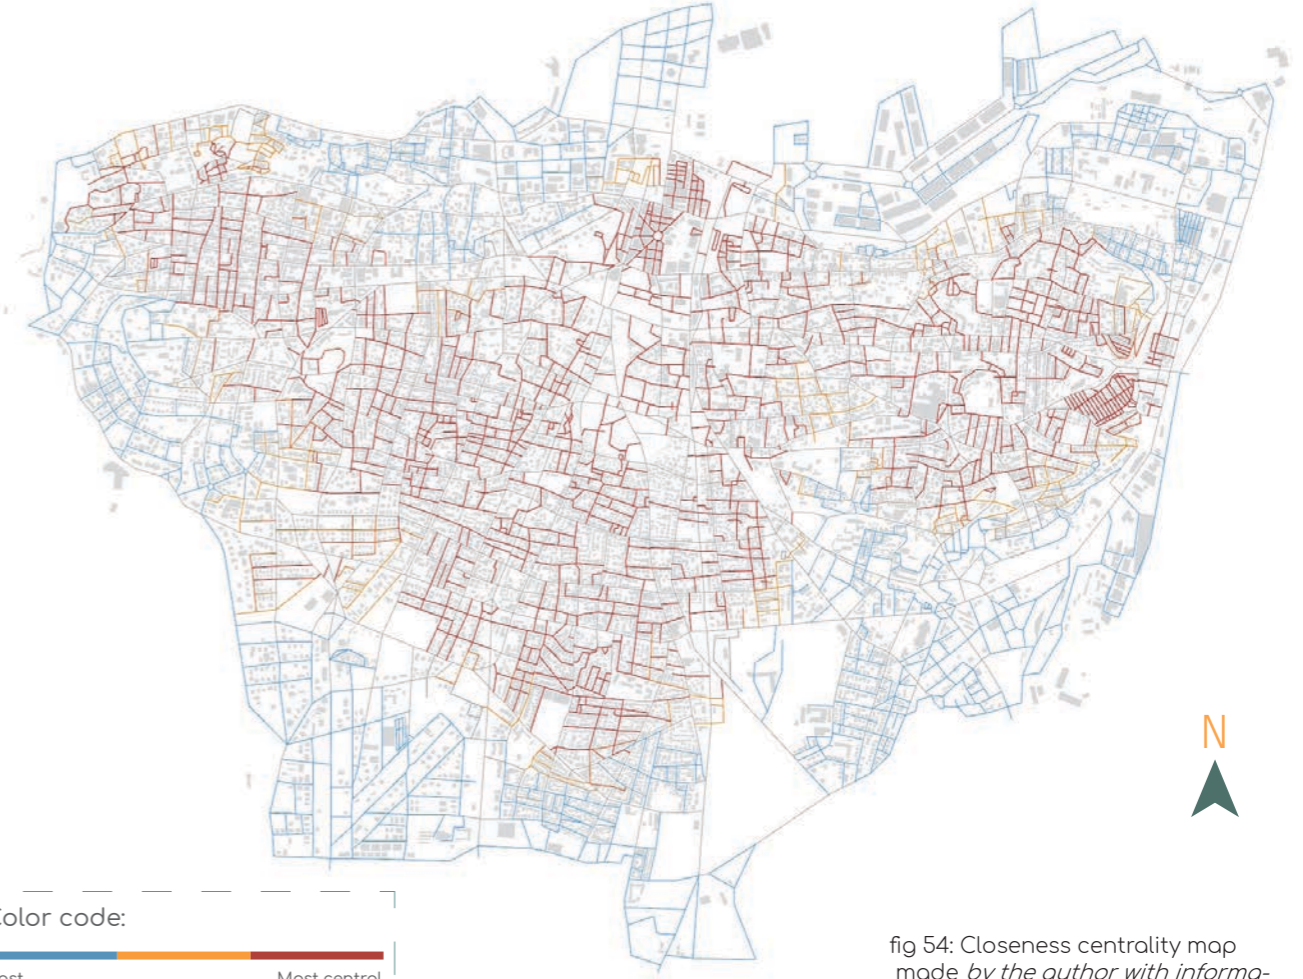 N
Color code:
Most central
fig 54: Closeness centrality map
made by the author with informa-